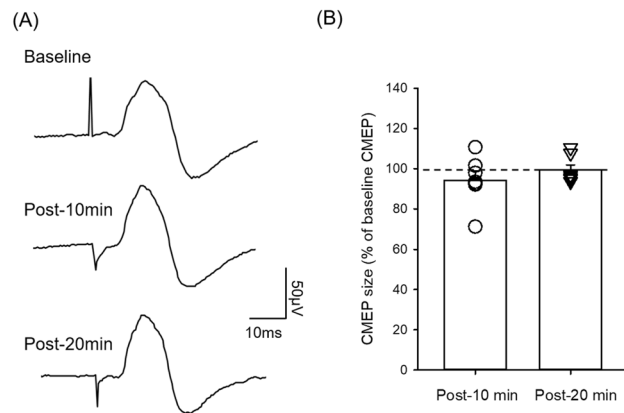 (A)
Baseline
Post-10min
Post-20min
50µV
10ms
(B)
CMEP size (% of baseline CMEP)
140
120
100
80
60
40
20
0
Post-10 min
Post-20 min